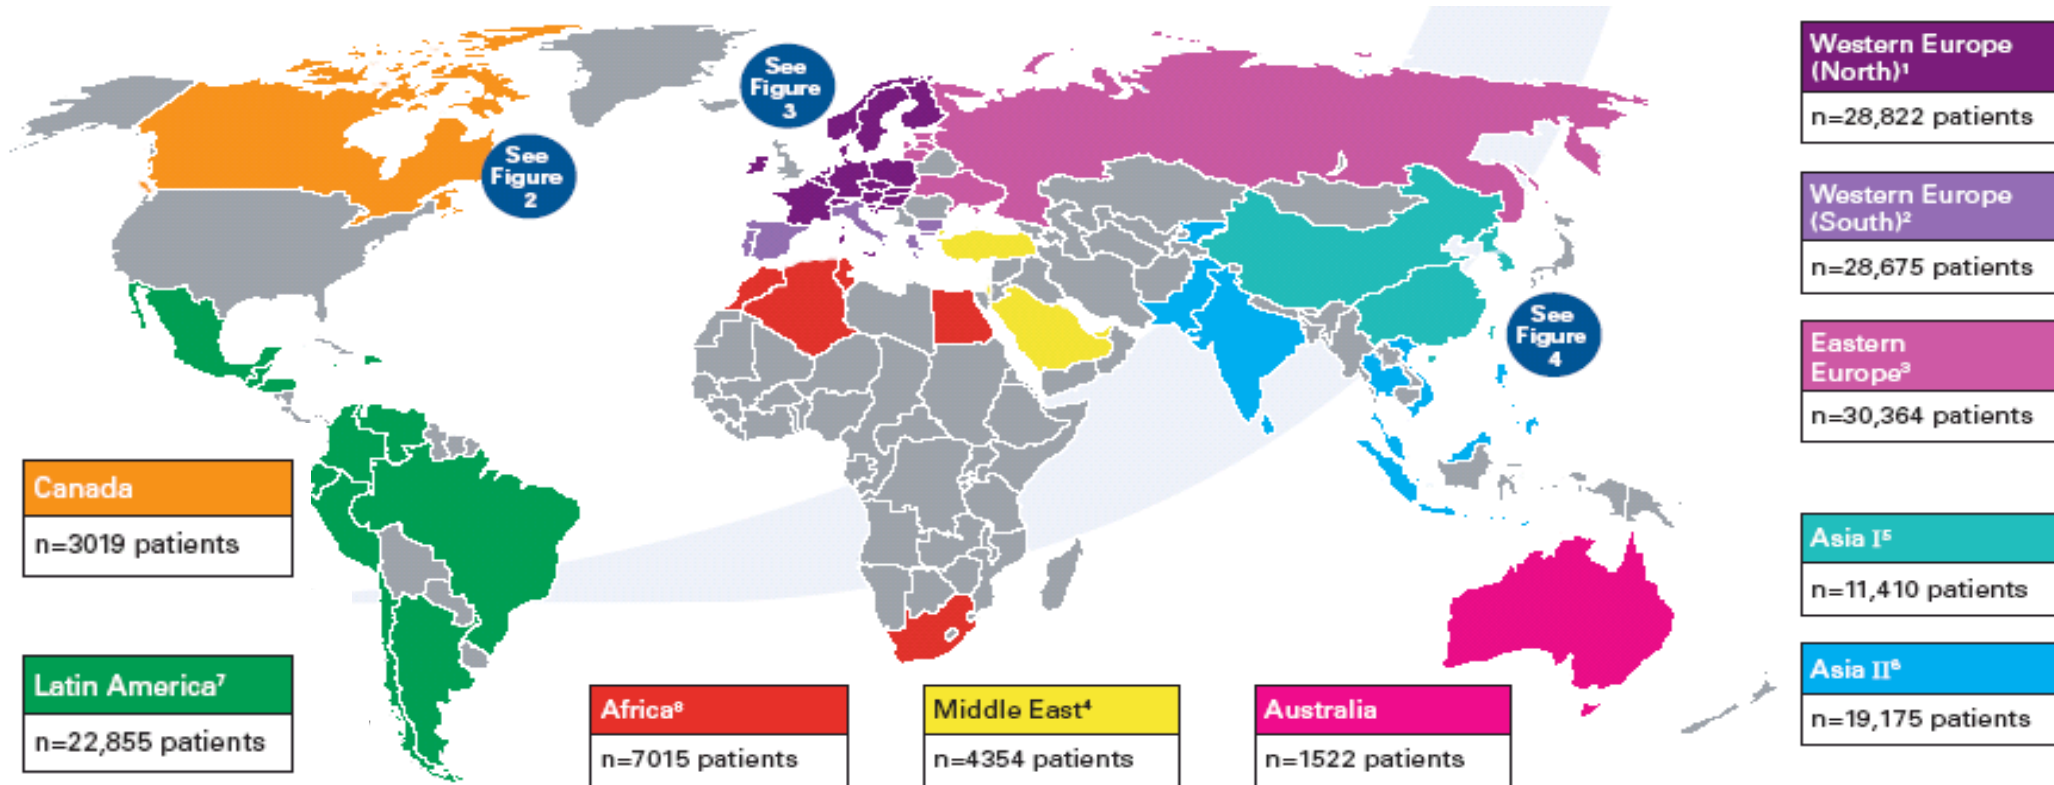 See
Figure
3
See
Figure
2
See
Figure
4
Western Europe
(North)¹
n=28,822 patients
Western Europe
(South)²
n=28,675 patients
Eastern
Europe³
n=30,364 patients
Canada
n=3019 patients
Asia I⁵
n=11,410 patients
Asia II⁶
n=19,175 patients
Latin America⁷
n=22,855 patients
Africa⁸
n=7015 patients
Middle East⁴
n=4354 patients
Australia
n=1522 patients